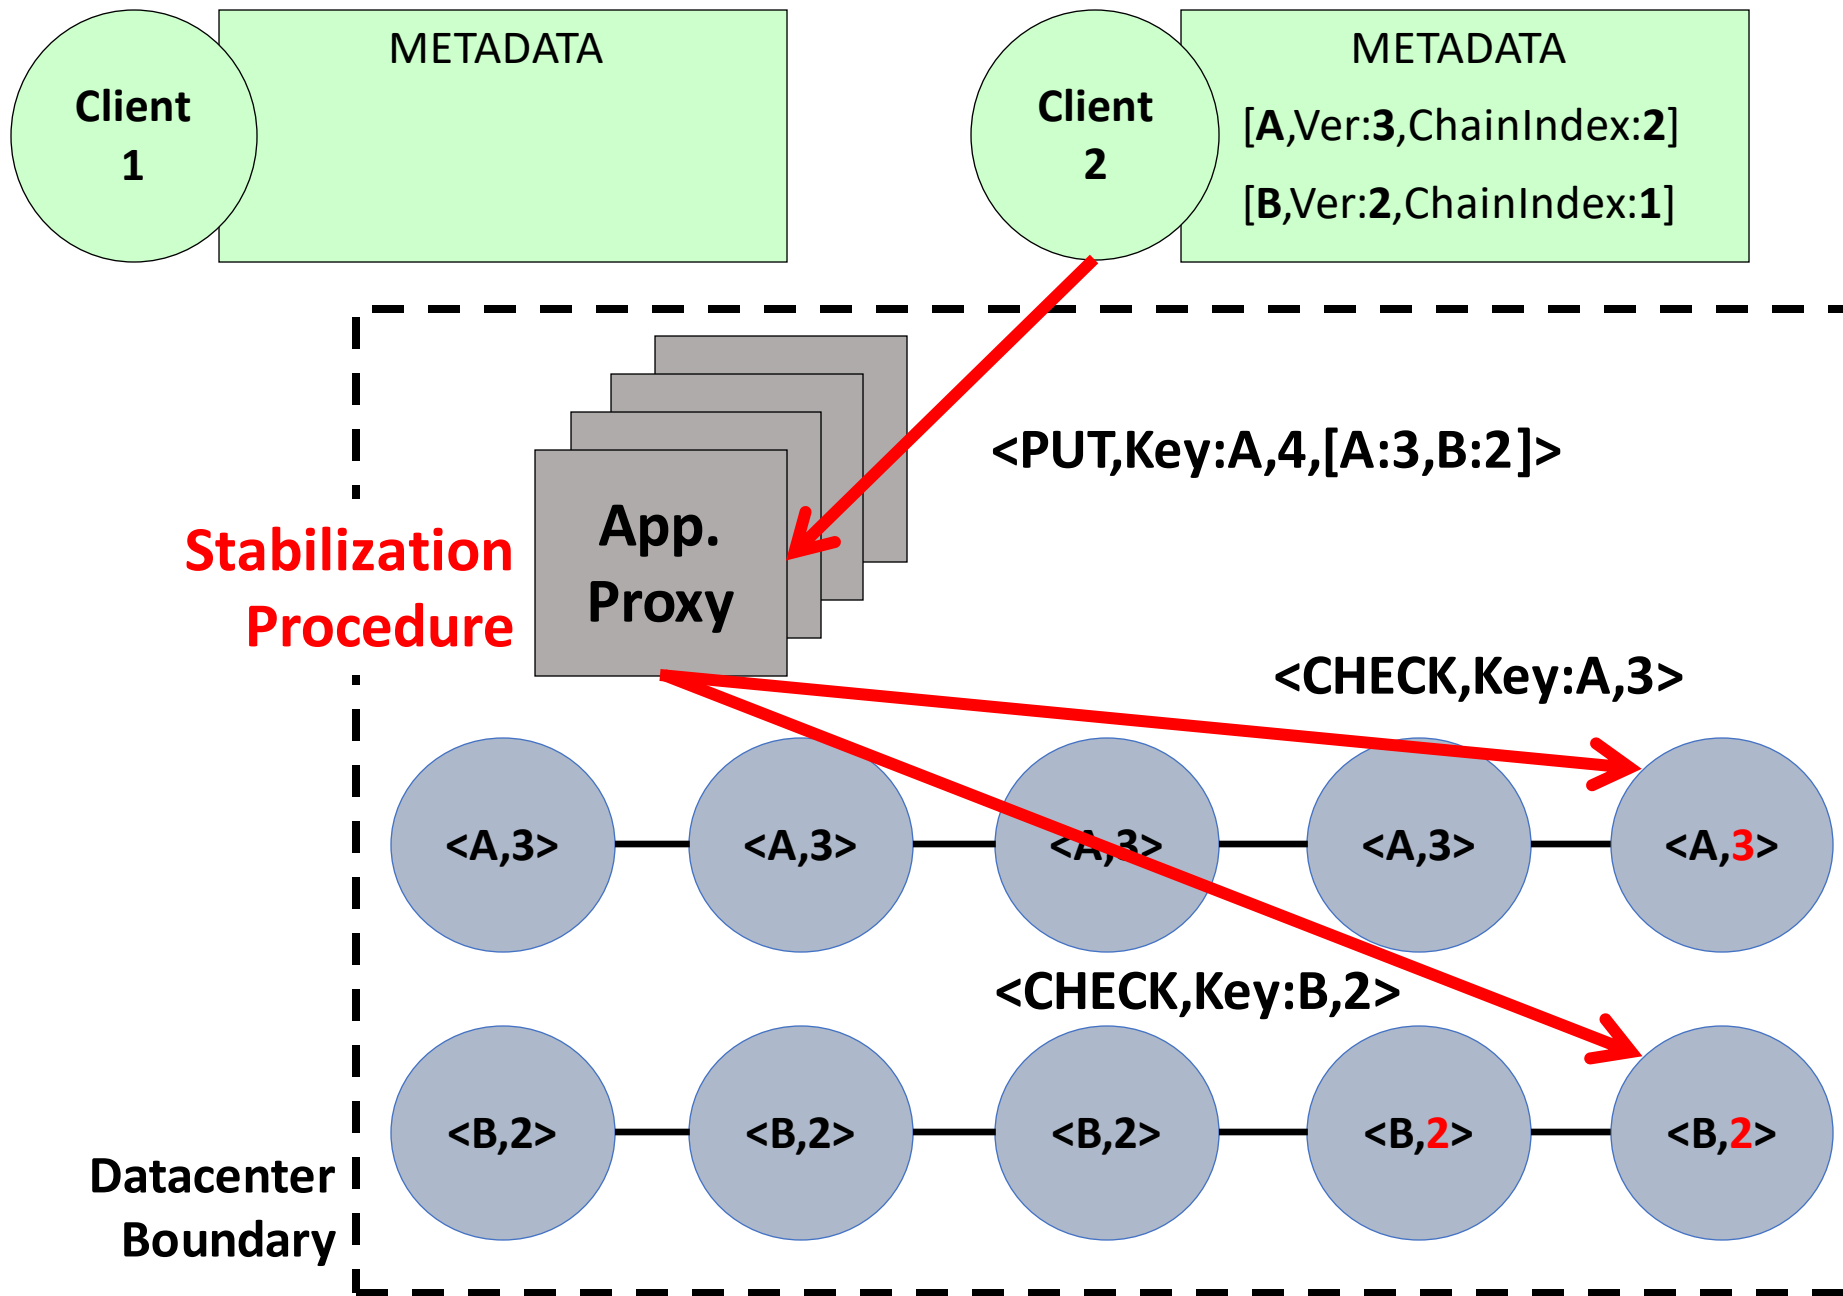 METADATA
Client
1
METADATA
Client
2
[A,Ver:3,ChainIndex:2]
[B,Ver:2,ChainIndex:1]
<PUT,Key:A,4,[A:3,B:2]>
Stabilization
Procedure
App.
Proxy
<CHECK,Key:A,3>
<A,3>
<A,3>
<A,3>
<A,3>
<A,3>
<CHECK,Key:B,2>
<B,2>
<B,2>
<B,2>
<B,2>
<B,2>
Datacenter
Boundary